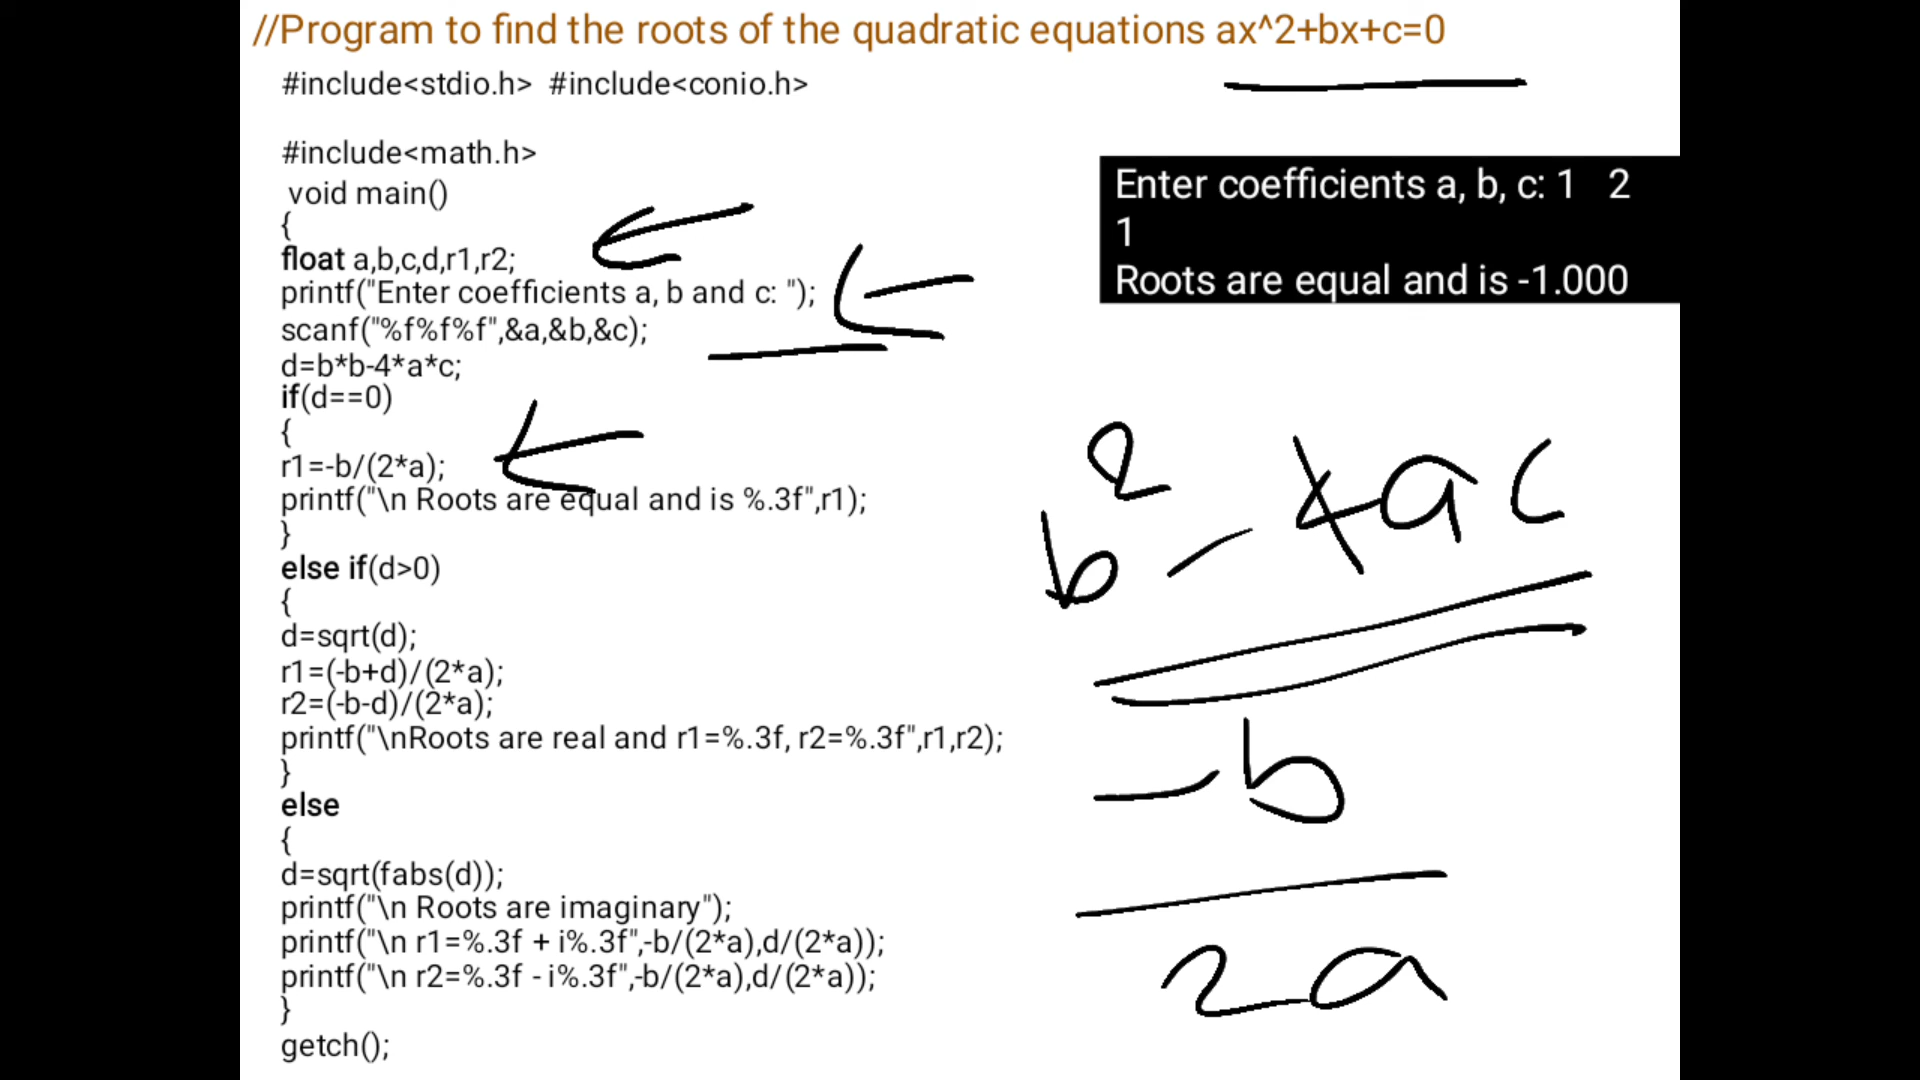 //Program to find the roots of the quadratic equations ax^2+bx+c=0
#include<stdio.h> #include<conio.h>
#include<math.h>
void main()
{
float a,b,c,d,r1,r2;
printf("Enter coefficients a, b and c: ");
scanf("%f%f%f",&a,&b,&c);
d=b*b-4*a*c;
if(d==0)
{
r1=-b/(2*a);
printf("\n Roots are equal and is %.3f",r1);
}
else if(d>0)
{
d=sqrt(d);
r1=(-b+d)/(2*a);
r2=(-b-d)/(2*a);
printf("\nRoots are real and r1=%.3f, r2=%.3f",r1,r2);
}
else
{
d=sqrt(fabs(d));
printf("\n Roots are imaginary");
printf("\n r1=%.3f + i%.3f",-b/(2*a),d/(2*a));
printf("\n r2=%.3f - i%.3f",-b/(2*a),d/(2*a));
}
getch();
Enter coefficients a, b, c: 1 2
1
Roots are equal and is -1.000
b² - 4ac
-b
2a